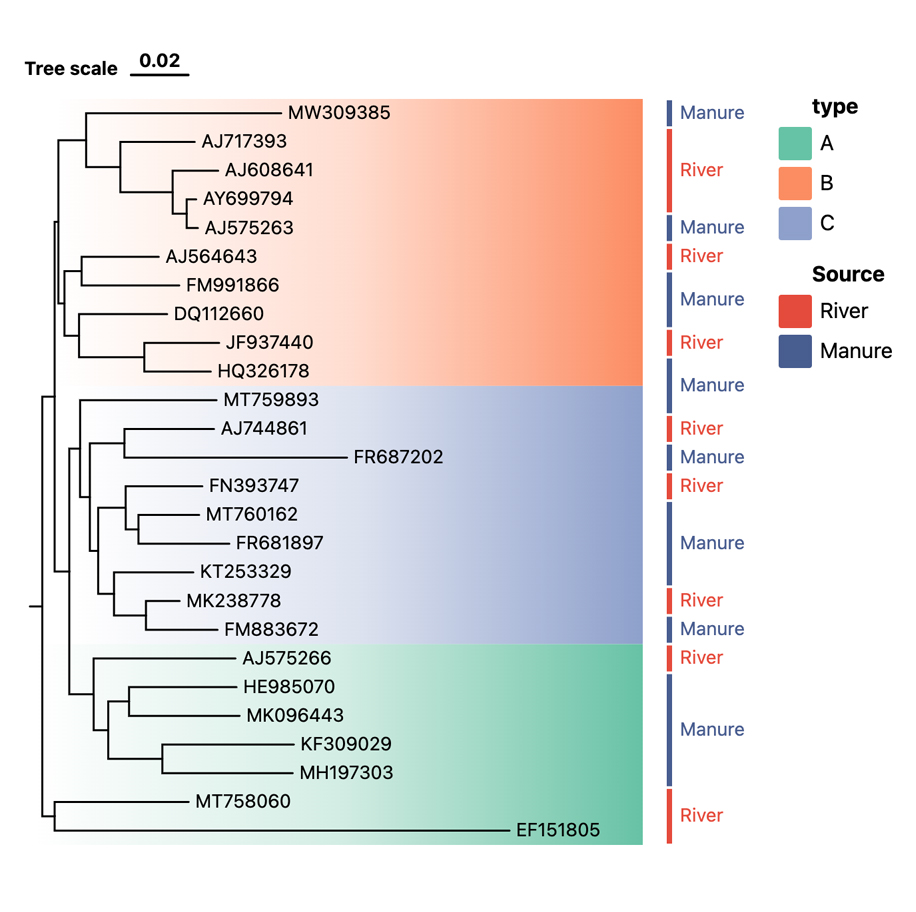 Tree scale 0.02
MW309385 Manure
AJ717393
AJ608641 River
AY699794
AJ575263 Manure
AJ564643 River
FM991866
Manure
DQ112660
JF937440 River
HQ326178
Manure
MT759893
AJ744861 River
FR687202 Manure
FN393747 River
MT760162
FR681897 Manure
KT253329
MK238778 River
FM883672 Manure
AJ575266 River
HE985070
MK096443
Manure
KF309029
MH197303
MT758060
River
EF151805
type
A
B
C
Source
River
Manure